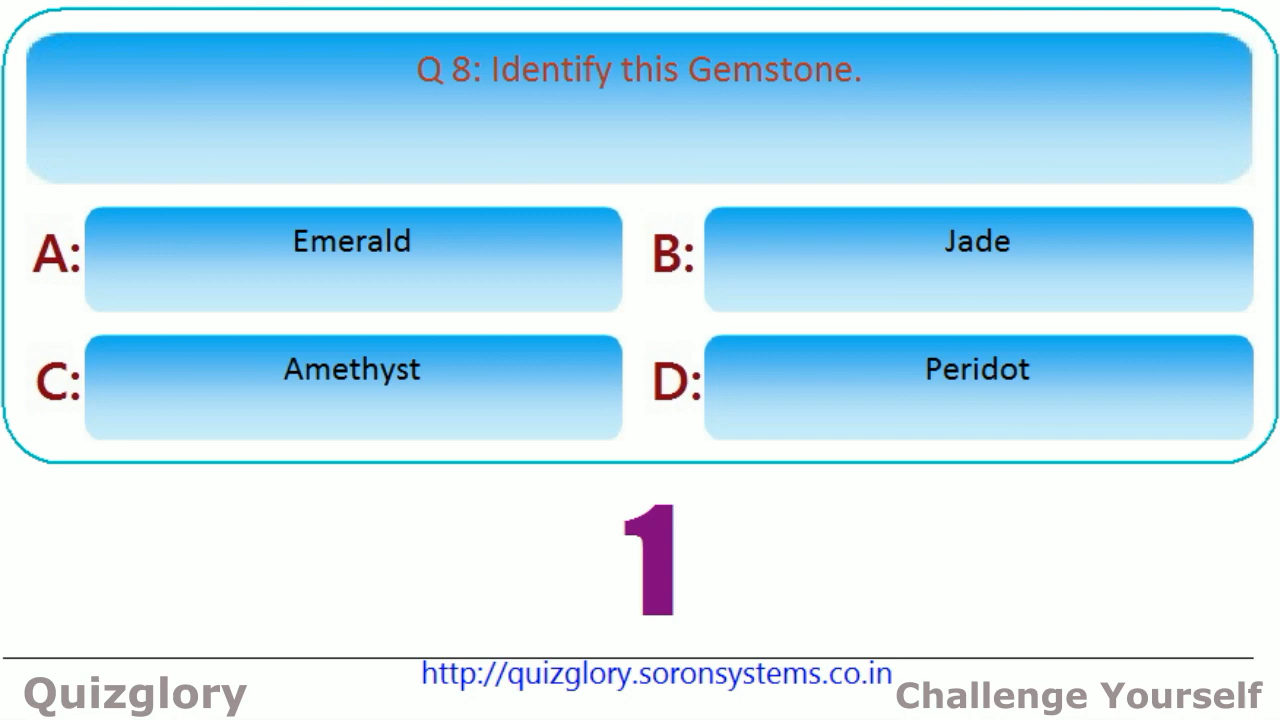 Q 8: Identify this Gemstone.
A: Emerald
B: Jade
C: Amethyst
D: Peridot
1
http://quizglory.soronsystems.co.in
Quizglory
Challenge Yourself